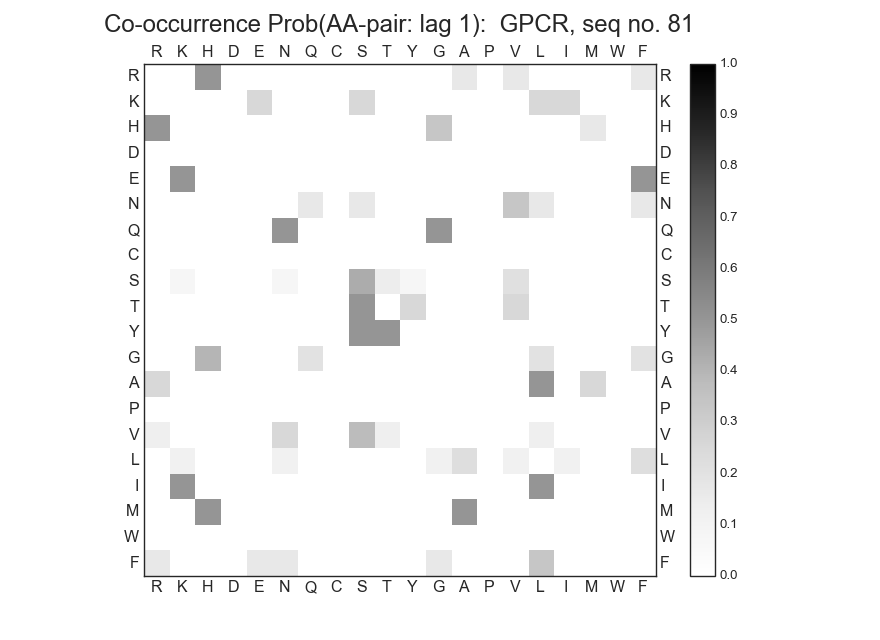 Co-occurrence Prob(AA-pair: lag 1):  GPCR, seq no. 81
R K H D E N Q C S T Y G A P V L I M W F
R R 1.0
K K 0.9
H H
D D 0.8
E E 0.7
N N
Q Q 0.6
C C
S S 0.5
T T
Y Y 0.4
G G
A A 0.3
P P
V V 0.2
L L
I I 0.1
M M
W W
F F 0.0
R K H D E N Q C S T Y G A P V L I M W F